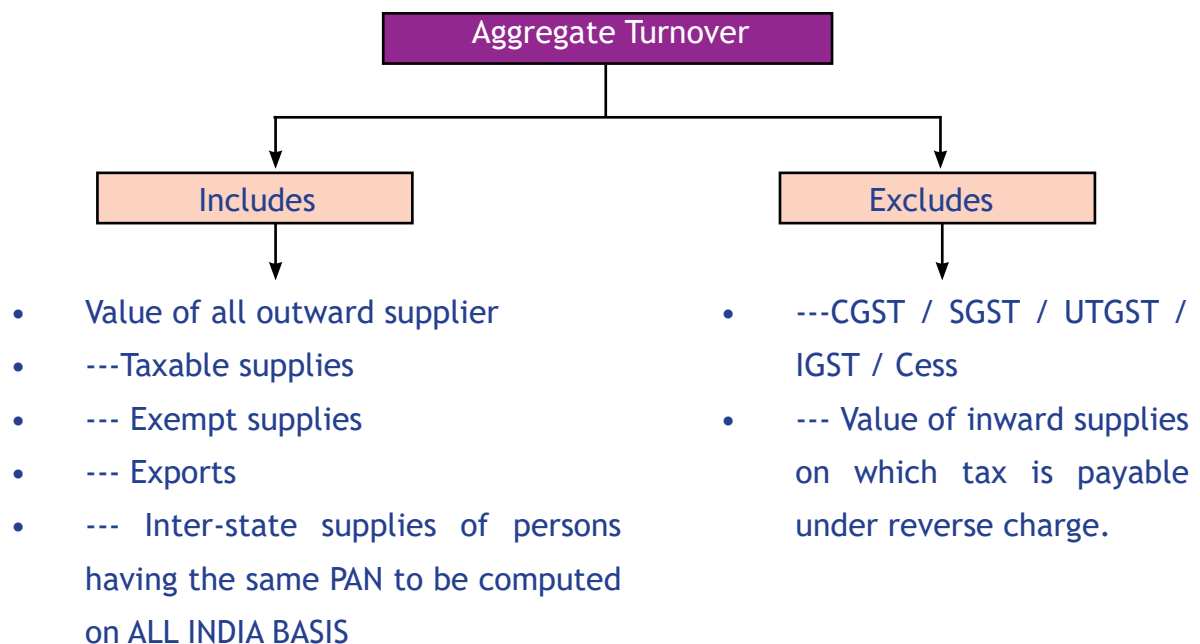 Aggregate Turnover
Includes
• Value of all outward supplier
• ---Taxable supplies
• --- Exempt supplies
• --- Exports
• --- Inter-state supplies of persons
having the same PAN to be computed
on ALL INDIA BASIS
Excludes
• ---CGST / SGST / UTGST /
IGST / Cess
• --- Value of inward supplies
on which tax is payable
under reverse charge.